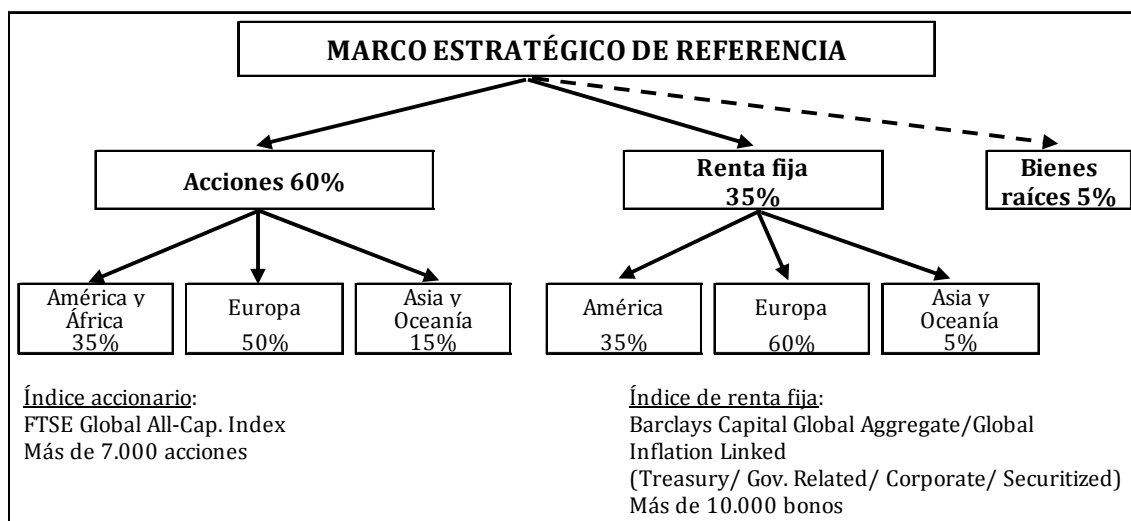 MARCO ESTRATÉGICO DE REFERENCIA
Acciones 60%
Renta fija
35%
Bienes
raíces 5%
América y
África
35%
Europa
50%
Asia y
Oceanía
15%
América
35%
Europa
60%
Asia y
Oceanía
5%
Índice accionario:
FTSE Global All-Cap. Index
Más de 7.000 acciones
Índice de renta fija:
Barclays Capital Global Aggregate/Global
Inflation Linked
(Treasury/ Gov. Related/ Corporate/ Securitized)
Más de 10.000 bonos